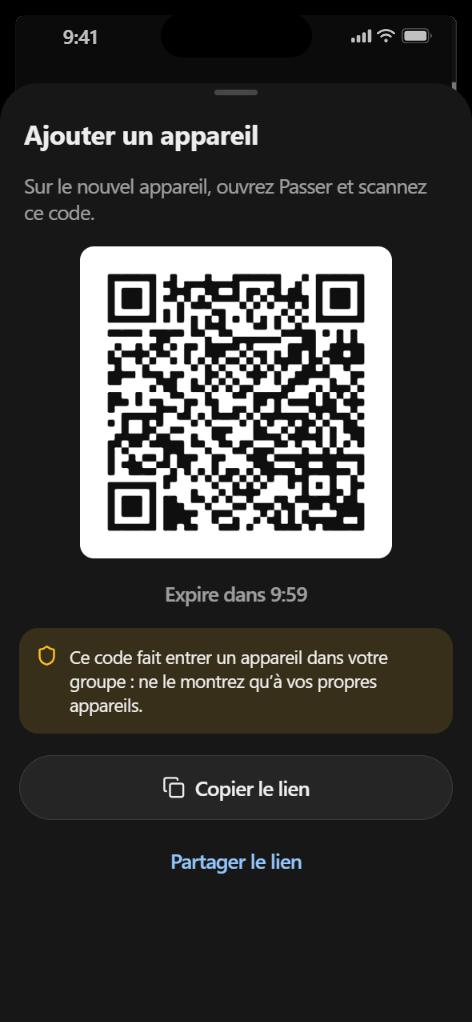 9:41
Ajouter un appareil
Sur le nouvel appareil, ouvrez Passer et scannez
ce code.
Expire dans 9:59
Ce code fait entrer un appareil dans votre
groupe : ne le montrez qu’à vos propres
appareils.
Copier le lien
Partager le lien